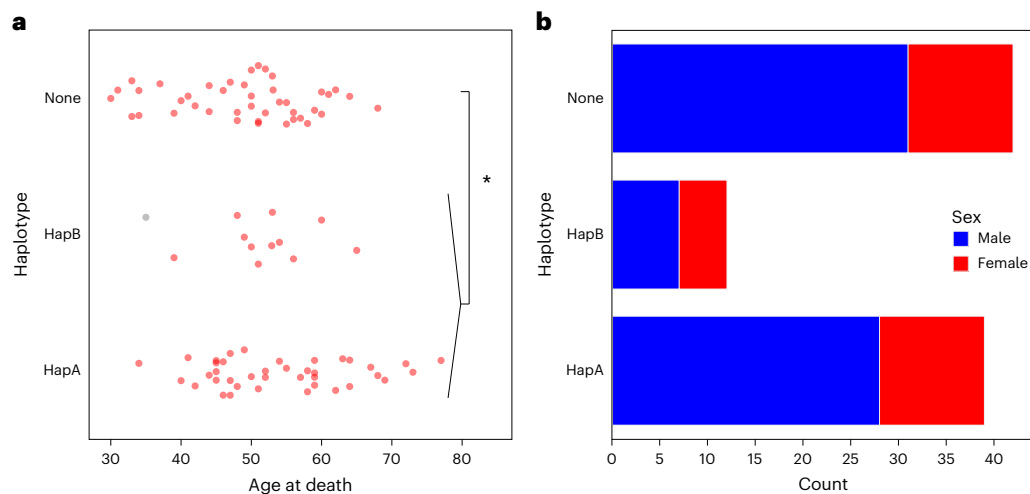 a
Haplotype
None
HapB
HapA
*
30 40 50 60 70 80
Age at death
b
Haplotype
None
HapB
HapA
Sex
Male
Female
0 5 10 15 20 25 30 35 40
Count